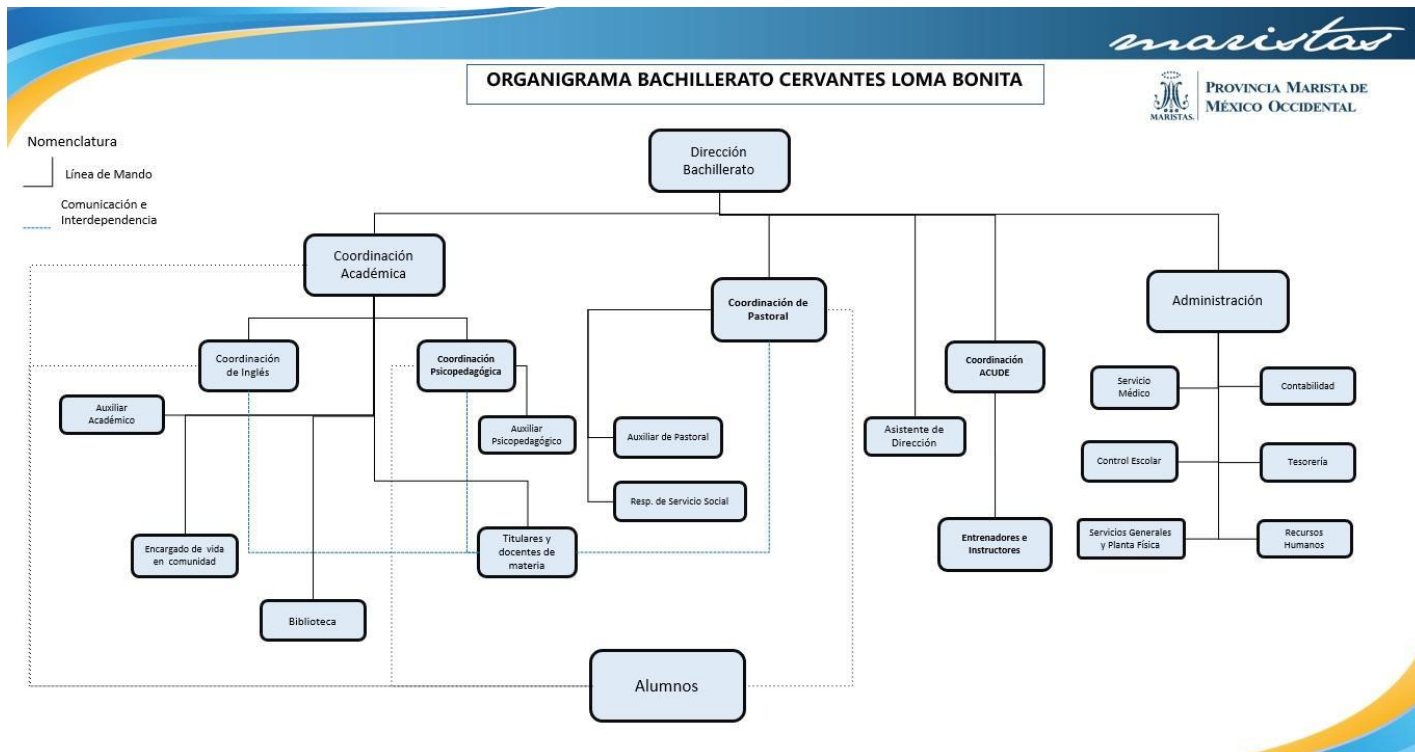 maristas
ORGANIGRAMA BACHILLERATO CERVANTES LOMA BONITA
MARISTAS.
PROVINCIA MARISTA DE
MÉXICO OCCIDENTAL
Nomenclatura
Línea de Mando
Comunicación e
Interdependencia
Dirección
Bachillerato
Coordinación
Académica
Coordinación de
Pastoral
Administración
Coordinación
de Inglés
Coordinación
Psicopedagógica
Coordinación
ACUDE
Servicio
Médico
Contabilidad
Auxiliar
Académico
Auxiliar
Psicopedagógico
Auxiliar de Pastoral
Asistente de
Dirección
Control Escolar
Tesorería
Resp. de Servicio Social
Encargado de vida
en comunidad
Titulares y
docentes de
materia
Entrenadores e
Instructores
Servicios Generales
y Planta Física
Recursos
Humanos
Biblioteca
Alumnos